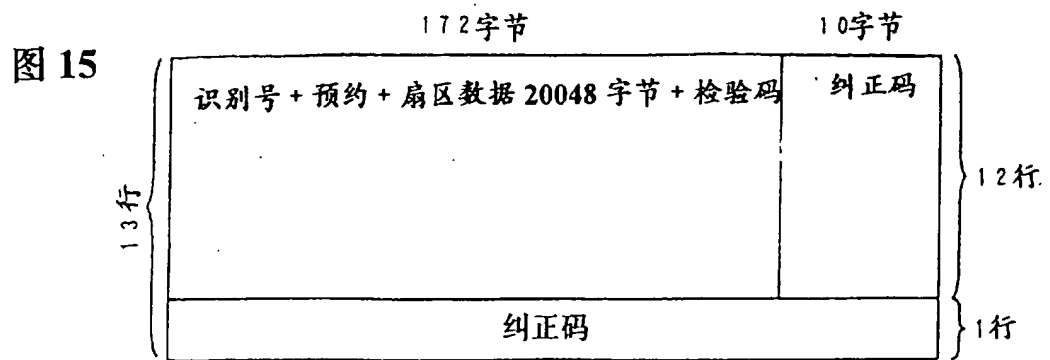 172字节 10字节
图 15
识别号 + 预约 + 扇区数据 20048 字节 + 检验码 纠正码
13行
12行
纠正码
1行